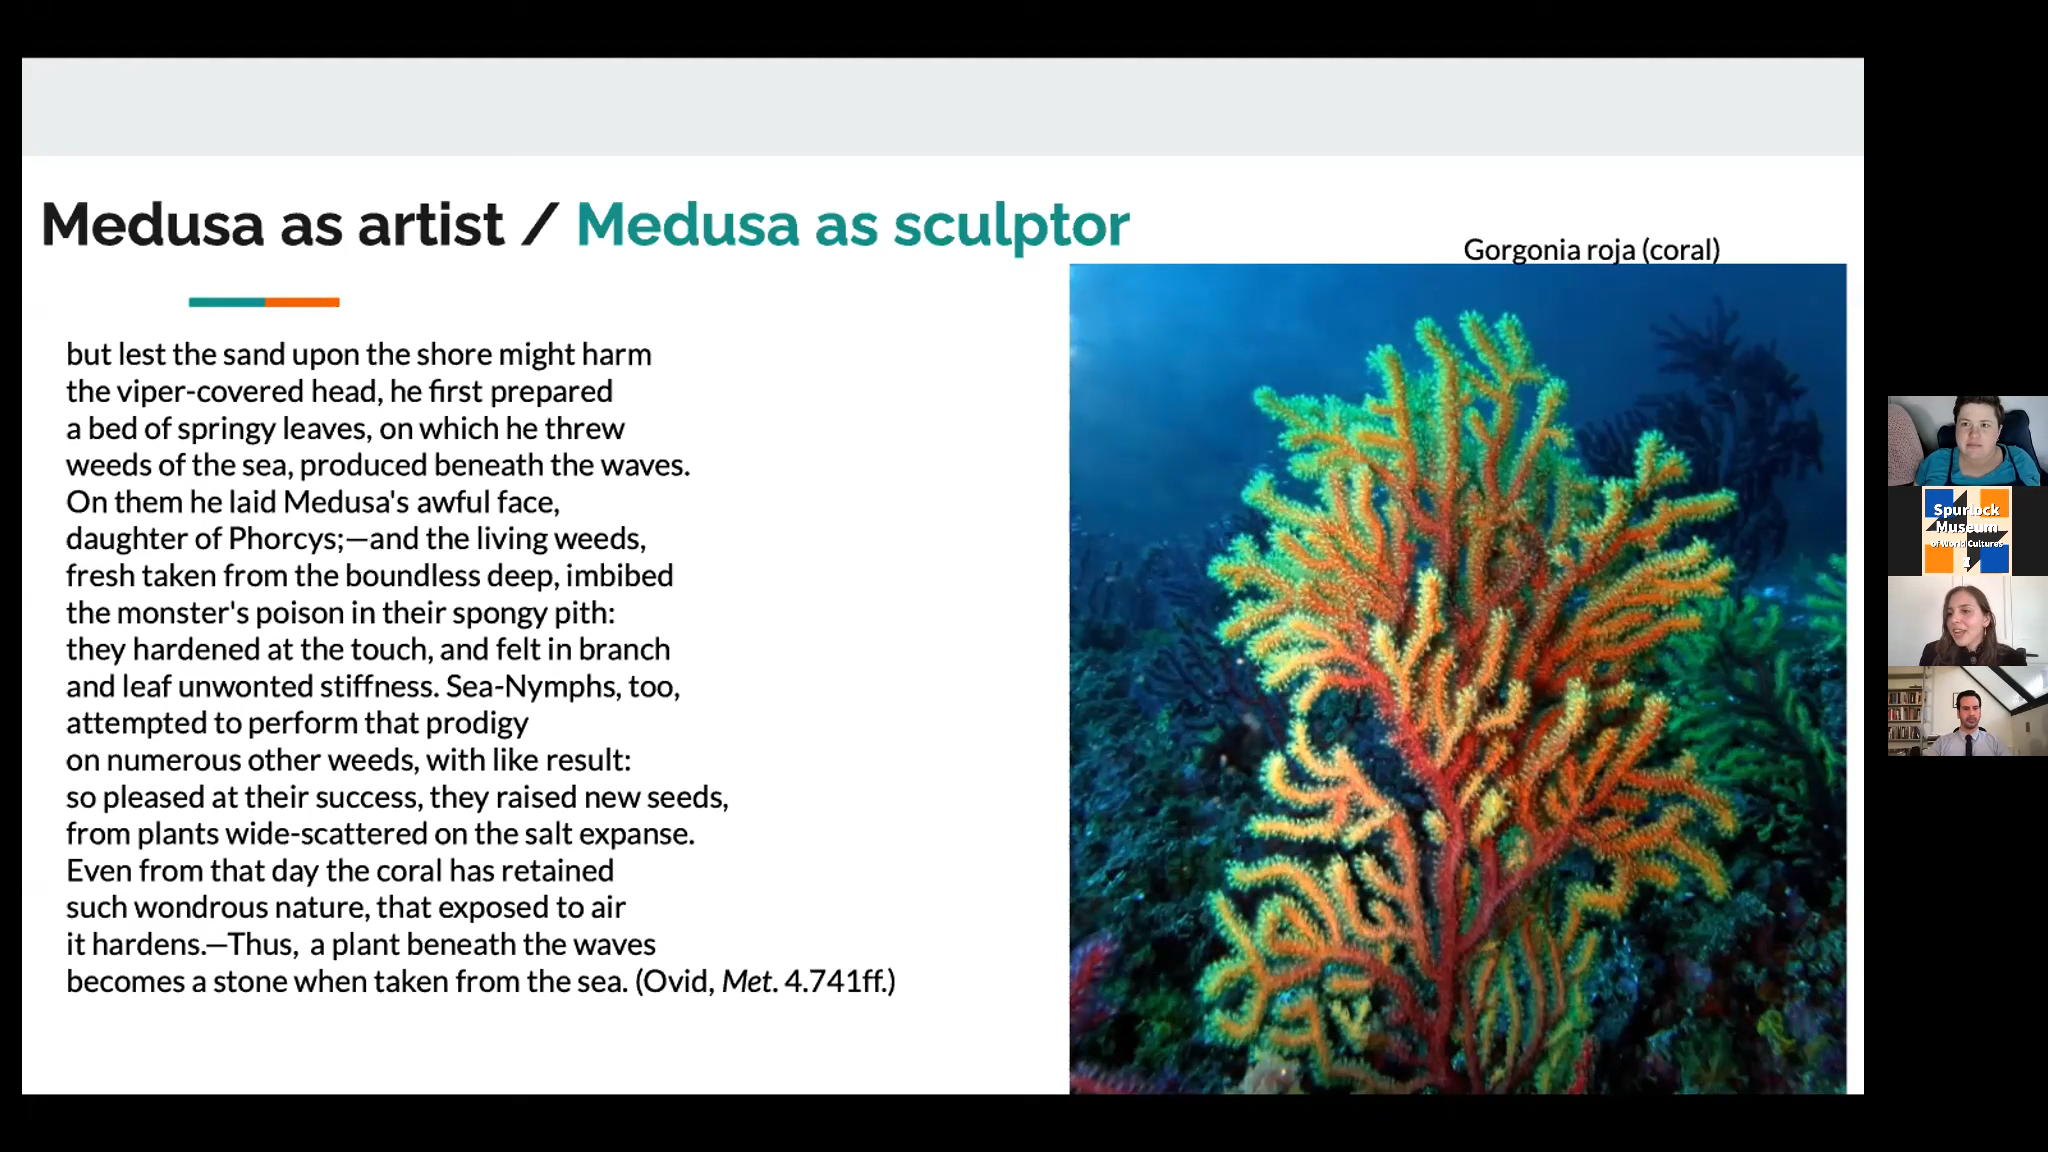 Medusa as artist / Medusa as sculptor
Gorgonia roja (coral)
but lest the sand upon the shore might harm
the viper-covered head, he first prepared
a bed of springy leaves, on which he threw
weeds of the sea, produced beneath the waves.
On them he laid Medusa's awful face,
daughter of Phorcys;—and the living weeds,
fresh taken from the boundless deep, imbibed
the monster's poison in their spongy pith:
they hardened at the touch, and felt in branch
and leaf unwonted stiffness. Sea-Nymphs, too,
attempted to perform that prodigy
on numerous other weeds, with like result:
so pleased at their success, they raised new seeds,
from plants wide-scattered on the salt expanse.
Even from that day the coral has retained
such wondrous nature, that exposed to air
it hardens.—Thus, a plant beneath the waves
becomes a stone when taken from the sea. (Ovid, Met. 4.741ff.)
Spurlock
Museum
of World Cultures
I